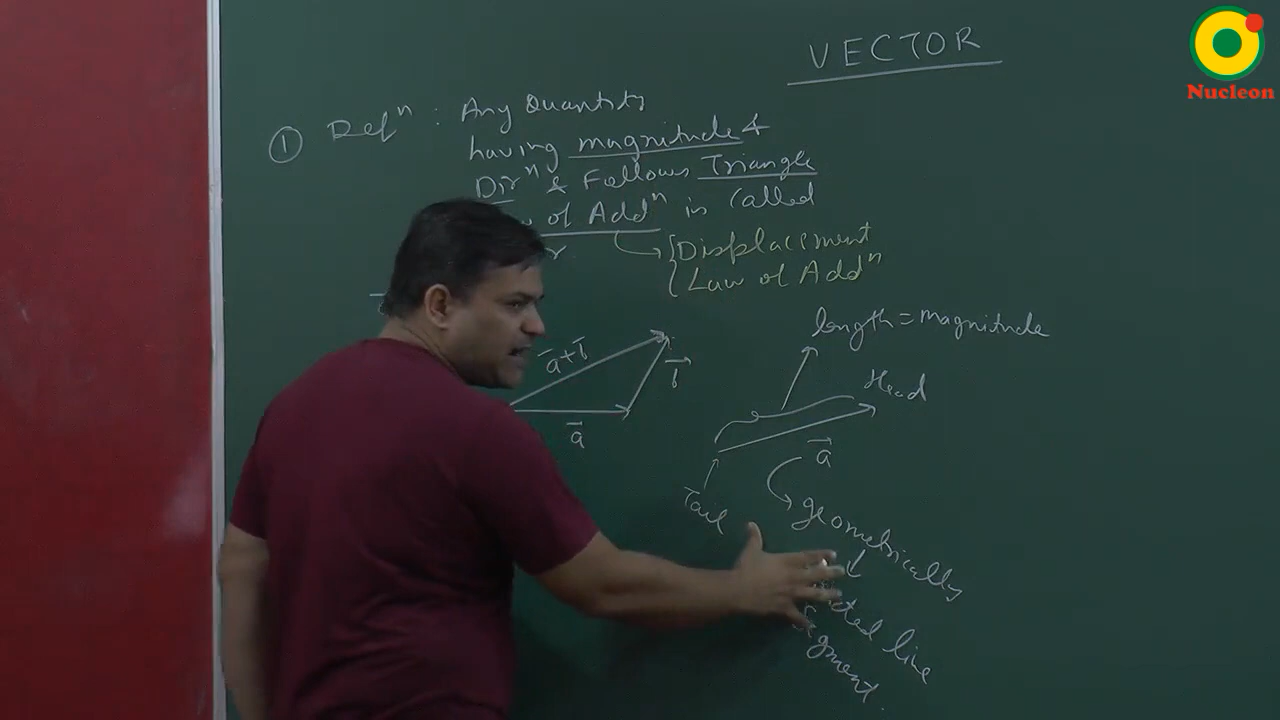 VECTOR
Nucleon
① Defⁿ : Any Quantity
having magnitude &
Dirⁿ & Follows Triangle
of Addⁿ is called
Displacement
Law of Addⁿ
length = magnitude
Head
a+b
b
a
a
Tail
geometrically
line